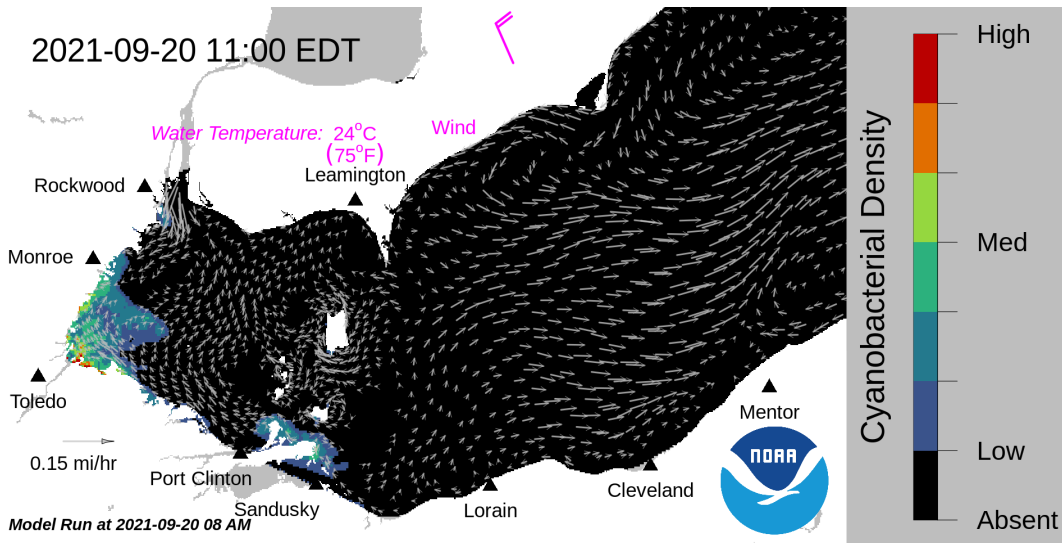 2021-09-20 11:00 EDT
High
Water Temperature: 24°C
(75°F)
Wind
Leamington
Rockwood
Monroe
Med
Cyanobacterial Density
Toledo
Mentor
0.15 mi/hr
NOAA
Low
Port Clinton
Cleveland
Sandusky
Lorain
Model Run at 2021-09-20 08 AM
Absent